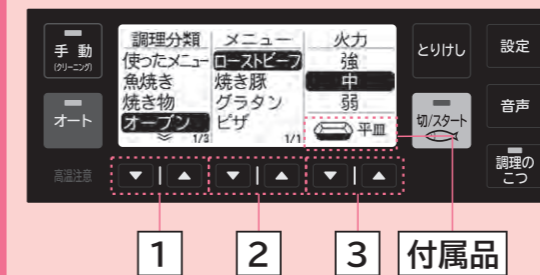 手動
(クリーニング)
オート
高温注意
調理分類
使ったメニュー
魚焼き
焼き物
オーブン
1/3
メニュー
ローストビーフ
焼き豚
グラタン
ピザ
1/1
火力
強
中
弱
平皿
とりけし
切/スタート
設定
音声
調理の
こつ
1
2
3
付属品